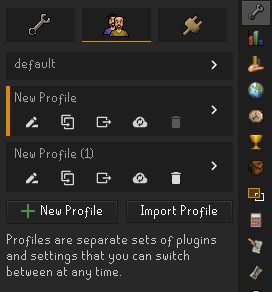 default
New Profile
New Profile (1)
New Profile
Import Profile
Profiles are separate sets of plugins
and settings that you can switch
between at any time.